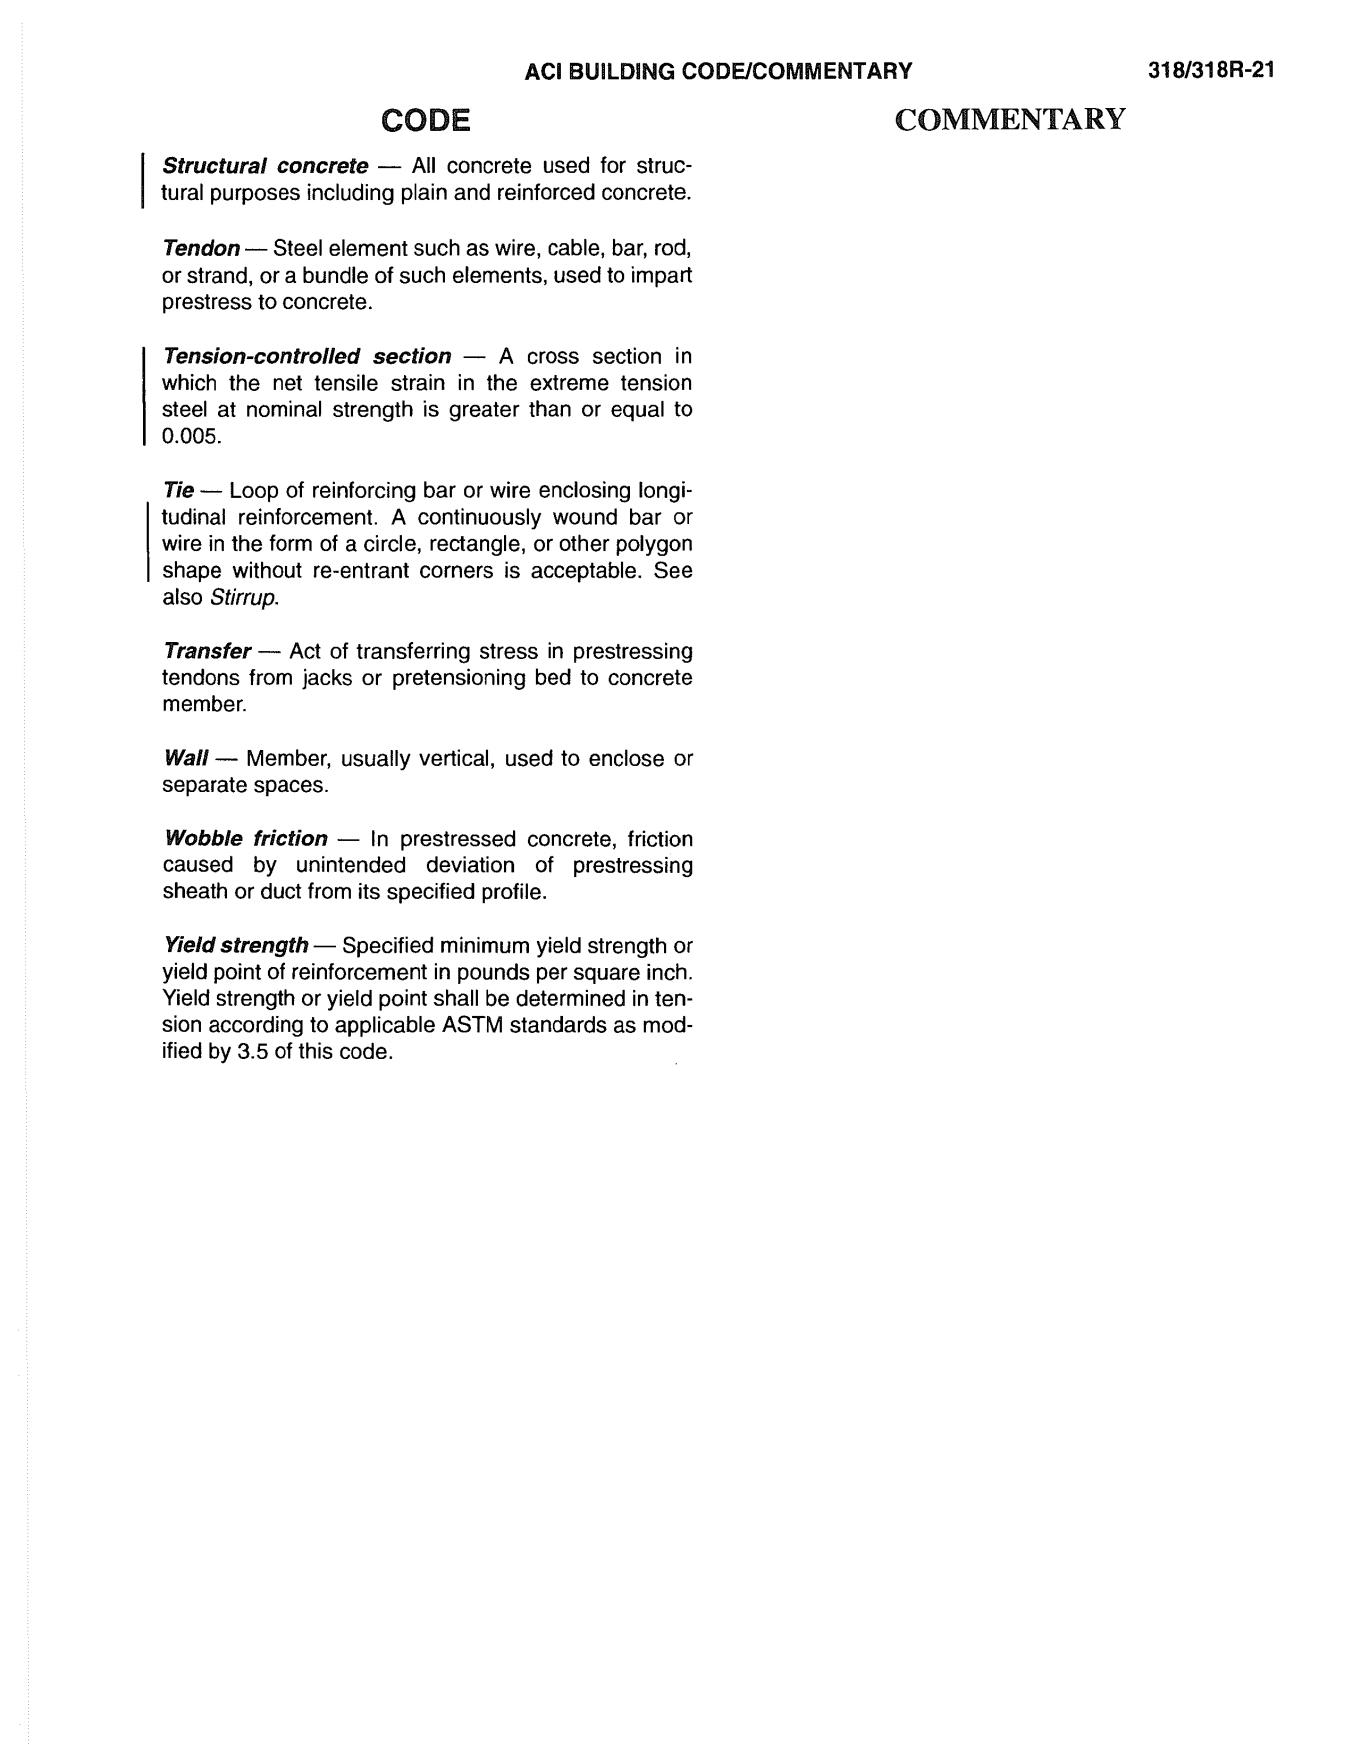 ACI BUILDING CODE/COMMENTARY 318/318R-21
CODE COMMENTARY
Structural concrete — All concrete used for struc-
tural purposes including plain and reinforced concrete.
Tendon — Steel element such as wire, cable, bar, rod,
or strand, or a bundle of such elements, used to impart
prestress to concrete.
Tension-controlled section — A cross section in
which the net tensile strain in the extreme tension
steel at nominal strength is greater than or equal to
0.005.
Tie — Loop of reinforcing bar or wire enclosing longi-
tudinal reinforcement. A continuously wound bar or
wire in the form of a circle, rectangle, or other polygon
shape without re-entrant corners is acceptable. See
also Stirrup.
Transfer — Act of transferring stress in prestressing
tendons from jacks or pretensioning bed to concrete
member.
Wall — Member, usually vertical, used to enclose or
separate spaces.
Wobble friction — In prestressed concrete, friction
caused by unintended deviation of prestressing
sheath or duct from its specified profile.
Yield strength — Specified minimum yield strength or
yield point of reinforcement in pounds per square inch.
Yield strength or yield point shall be determined in ten-
sion according to applicable ASTM standards as mod-
ified by 3.5 of this code.